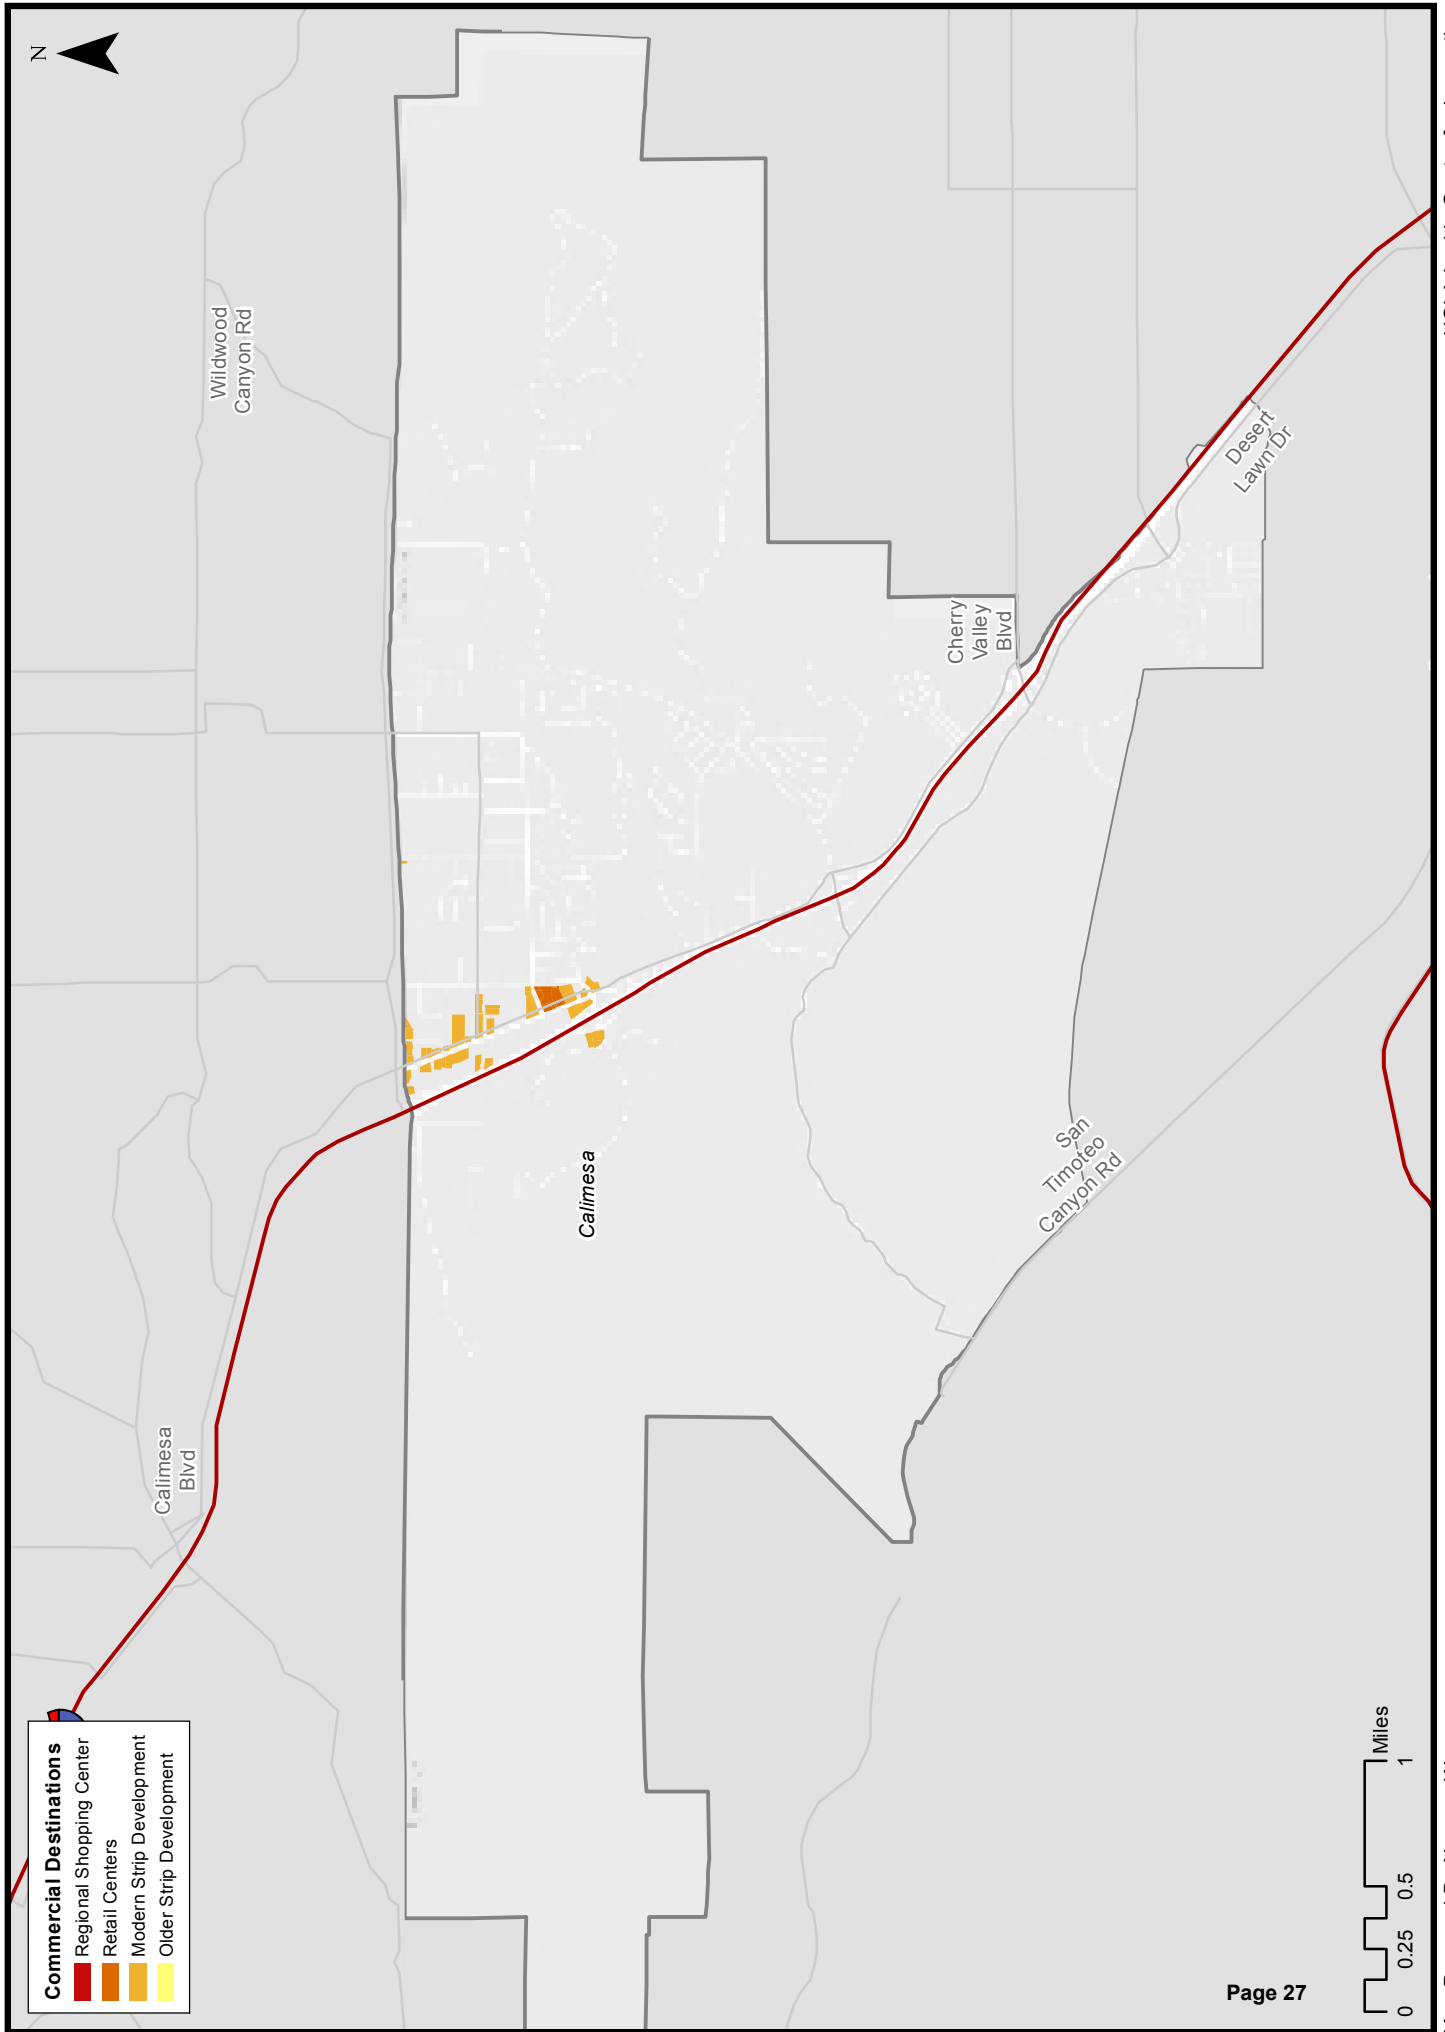 N
Wildwood
Canyon Rd
Cherry
Valley
Blvd
Desert
Lawn Dr
Calimesa
San
Timoteo
Canyon Rd
Calimesa
Blvd
Commercial Destinations
Regional Shopping Center
Retail Centers
Modern Strip Development
Older Strip Development
Page 27
Miles
0 0.25 0.5 1